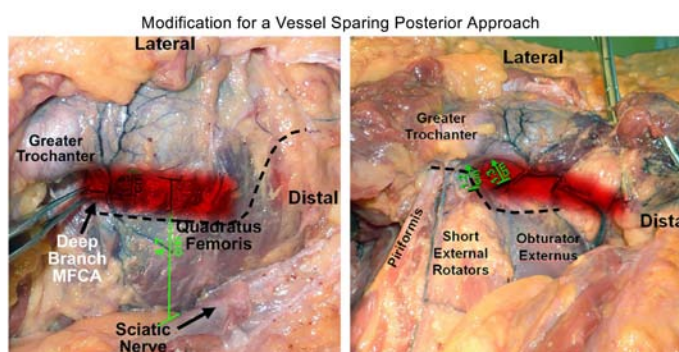 Modification for a Vessel Sparing Posterior Approach
Lateral
Greater
Trochanter
Distal
Quadratus
Femoris
Deep
Branch
MFCA
Sciatic
Nerve
Lateral
Greater
Trochanter
Dista
Piriformis
Short
External
Rotators
Obturator
Externus